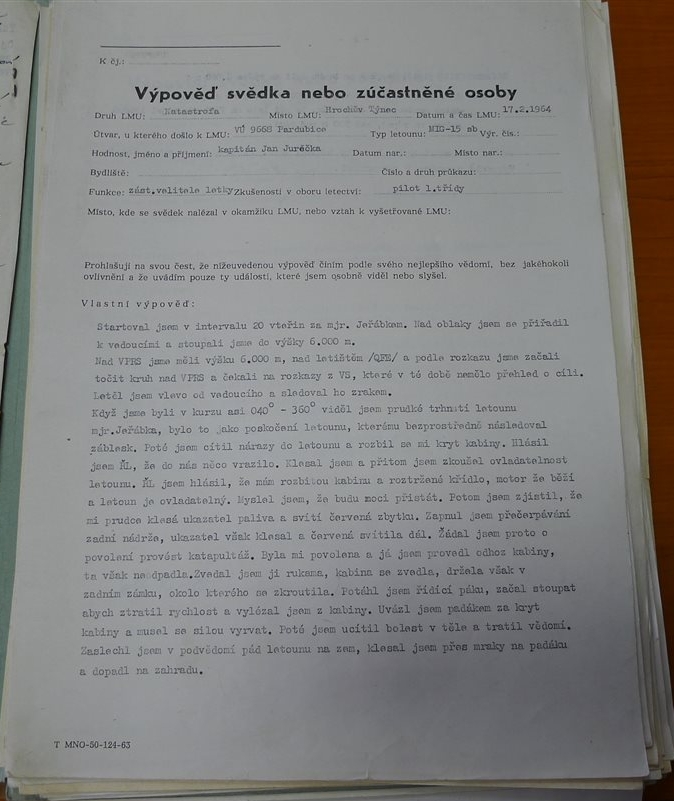 K čj.:
Výpověď svědka nebo zúčastněné osoby
Druh LMU: Katastrofa Místo LMU: Hrochův Týnec Datum a čas LMU: 17.2.1964
Útvar, u kterého došlo k LMU: VÚ 9668 Pardubice Typ letounu: MIG-15 sb Výr. čís.:
Hodnost, jméno a příjmení: kapitán Jan Jurečka Datum nar.: Místo nar.:
Bydliště: Číslo a druh průkazu:
Funkce: zást.velitele letky Zkušenosti v oboru letectví: pilot 1.třídy
Místo, kde se svědek nalézal v okamžiku LMU, nebo vztah k vyšetřované LMU:
Prohlašuji na svou čest, že níže uvedenou výpověď činím podle svého nejlepšího vědomí, bez jakéhokoli
ovlivnění a že uvádím pouze ty události, které jsem osobně viděl nebo slyšel.
Vlastní výpověď:
Startoval jsem v intervalu 20 vteřin za mjr. Jeřábkem. Nad oblaky jsem se přiřadil
k vedoucími a stoupali jsme do výšky 6.000 m.
Nad VPRS jsme měli výšku 6.000 m, nad letištěm /QFE/ a podle rozkazu jsme začali
točit kruh nad VPRS a čekali na rozkazy z VS, které v té době nemělo přehled o cíli.
Letěl jsem vlevo od vedoucího a sledoval ho zrakem.
Když jsme byli v kurzu asi 040° - 360° viděl jsem prudké trhnutí letounu
mjr.Jeřábka, bylo to jako poskočení letounu, kterému bezprostředně následoval
záblesk. Poté jsem cítil nárazy do letounu a rozbil se mi kryt kabiny. Hlásil
jsem ŘL, že do nás něco vrazilo. Klesal jsem a přitom jsem zkoušel ovladatelnost
letounu. ŘL jsem hlásil, že mám rozbitou kabinu a roztržené křídlo, motor že běží
a letoun je ovladatelný. Myslel jsem, že budu moci přistát. Potom jsem zjistil, že
mi prudce klesá ukazatel paliva a svítí červená zbytku. Zapnul jsem přečerpávání
zadní nádrže, ukazatel však klesal a červená svítila dál. Žádal jsem proto o
povolení provést katapultáž. Byla mi povolena a já jsem provedl odhoz kabiny,
ta však neodpadla.Zvedal jsem ji rukama, kabina se zvedla, držela však v
zadním zámku, okolo kterého se zkroutila. Potáhl jsem řídící páku, začal stoupat
abych ztratil rychlost a vylézal jsem z kabiny. Uvázl jsem padákem za kryt
kabiny a musel se silou vyrvat. Poté jsem ucítil bolest v těle a tratil vědomí.
Zaslechl jsem v podvědomí pád letounu na zem, klesal jsem přes mraky na padáku
a dopadl na zahradu.
T MNO-50-124-63